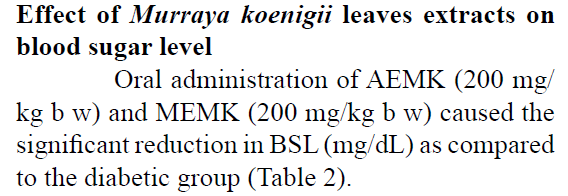 Effect of Murraya koenigii leaves extracts on
blood sugar level
Oral administration of AEMK (200 mg/
kg b w) and MEMK (200 mg/kg b w) caused the
significant reduction in BSL (mg/dL) as compared
to the diabetic group (Table 2).